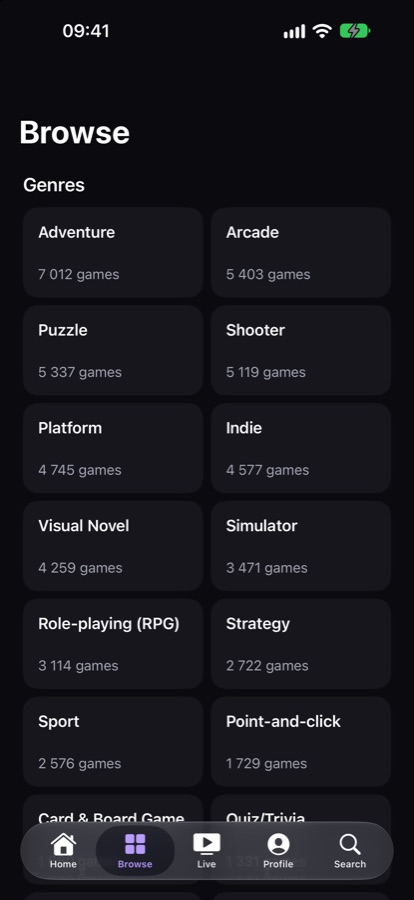 09:41
Browse
Genres
Adventure
7 012 games
Arcade
5 403 games
Puzzle
5 337 games
Shooter
5 119 games
Platform
4 745 games
Indie
4 577 games
Visual Novel
4 259 games
Simulator
3 471 games
Role-playing (RPG)
3 114 games
Strategy
2 722 games
Sport
2 576 games
Point-and-click
1 729 games
Card & Board Game
Quiz/Trivia
Home
Browse
Live
Profile
Search